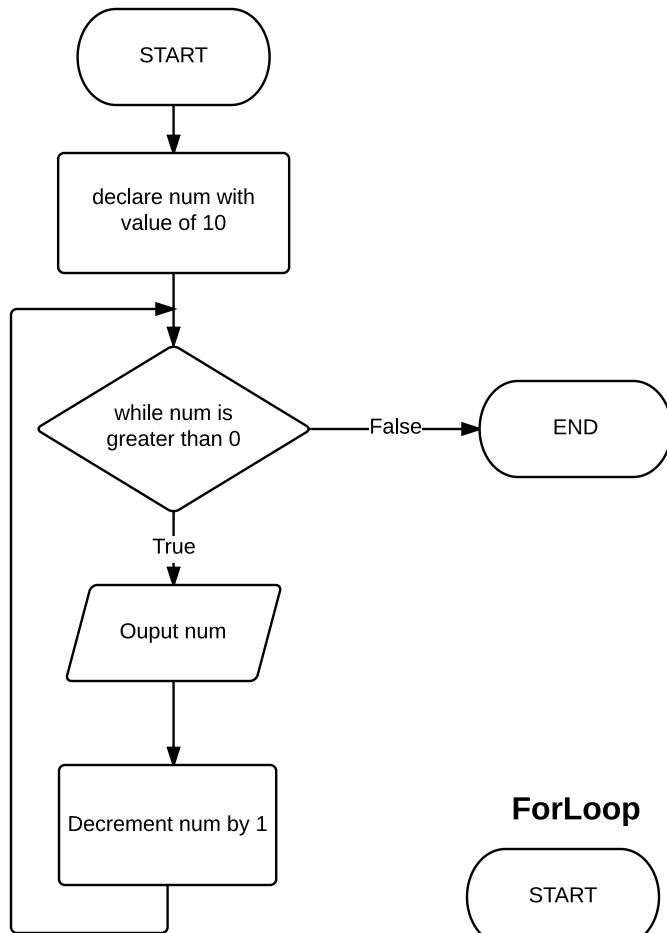 START
declare num with
value of 10
while num is
greater than 0
False
END
True
Ouput num
Decrement num by 1
ForLoop
START